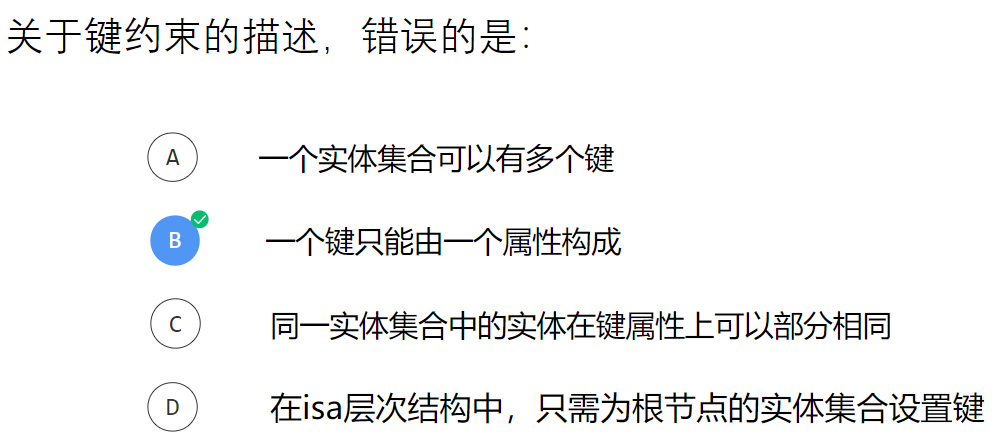 关于键约束的描述，错误的是：
A 一个实体集合可以有多个键
B 一个键只能由一个属性构成
C 同一实体集合中的实体在键属性上可以部分相同
D 在isa层次结构中，只需为根节点的实体集合设置键